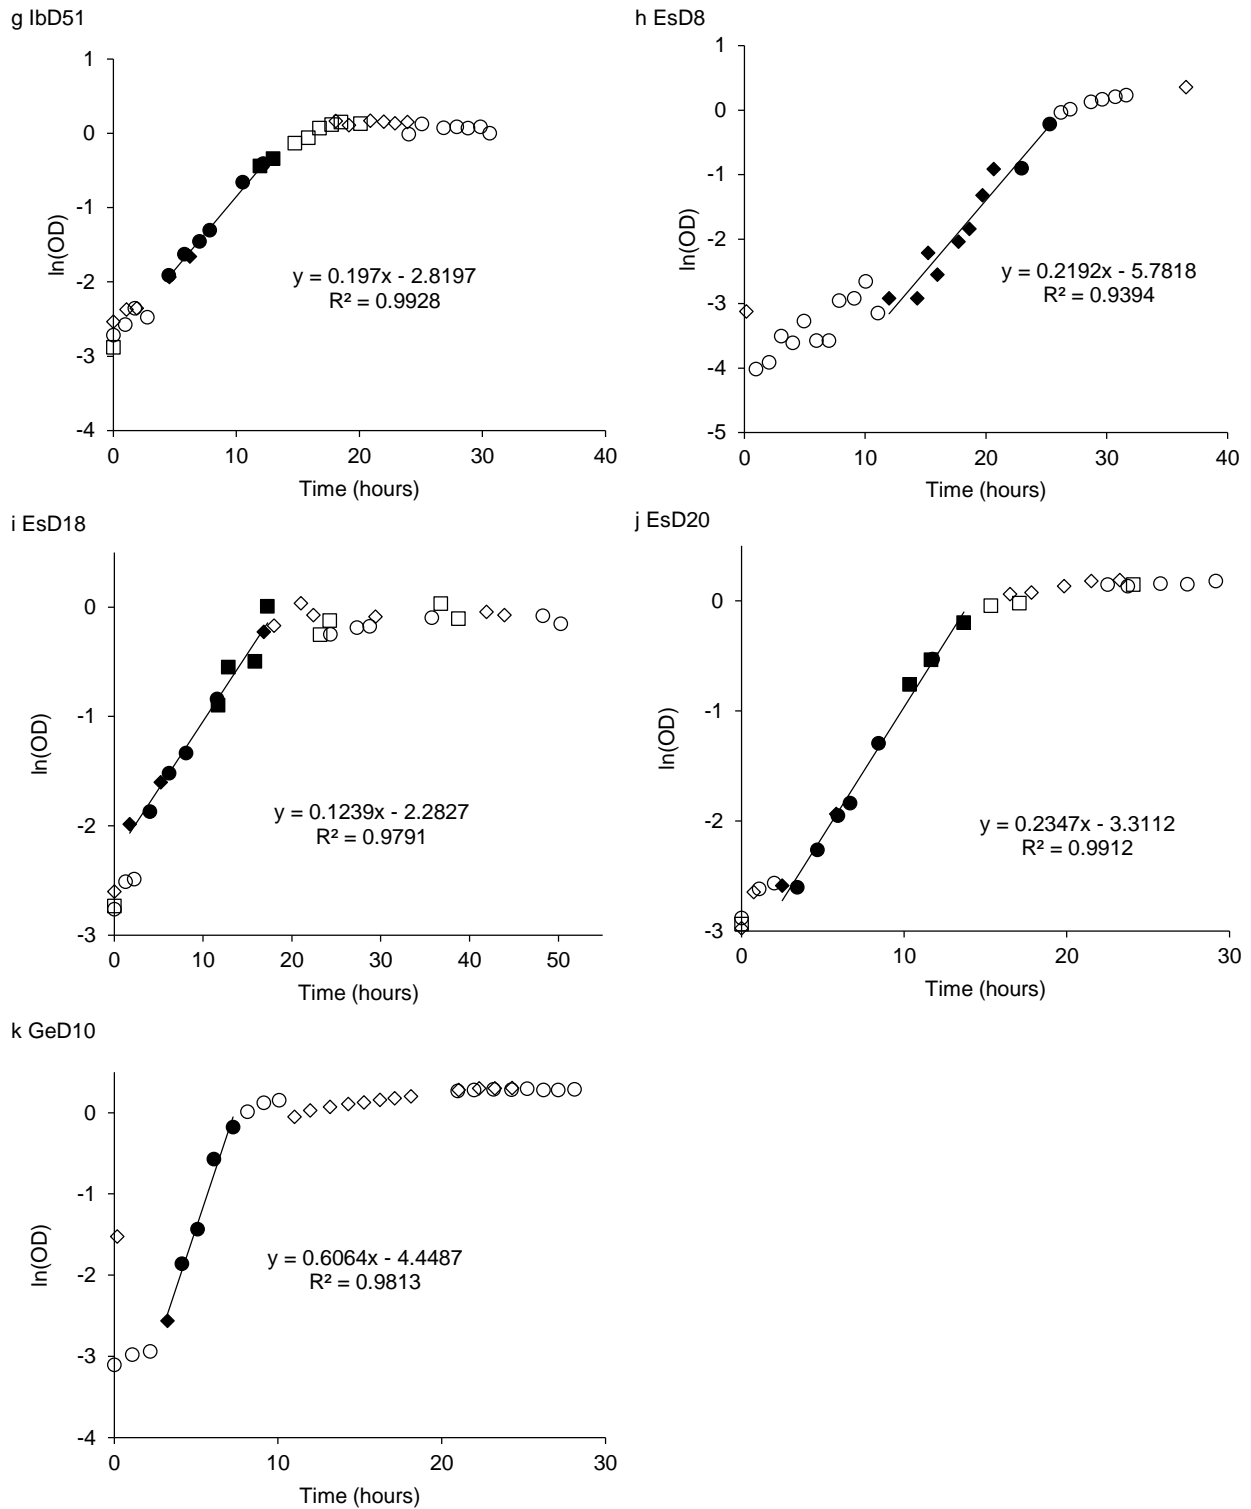 g IbD51
1
0
-1
-2
-3
-4
ln(OD)
y = 0.197x - 2.8197
R² = 0.9928
0 10 20 30 40
Time (hours)
h EsD8
1
0
-1
-2
-3
-4
-5
ln(OD)
y = 0.2192x - 5.7818
R² = 0.9394
0 10 20 30 40
Time (hours)
i EsD18
0
-1
-2
-3
ln(OD)
y = 0.1239x - 2.2827
R² = 0.9791
0 10 20 30 40 50
Time (hours)
j EsD20
0
-1
-2
-3
ln(OD)
y = 0.2347x - 3.3112
R² = 0.9912
0 10 20 30
Time (hours)
k GeD10
0
-1
-2
-3
-4
ln(OD)
y = 0.6064x - 4.4487
R² = 0.9813
0 10 20 30
Time (hours)